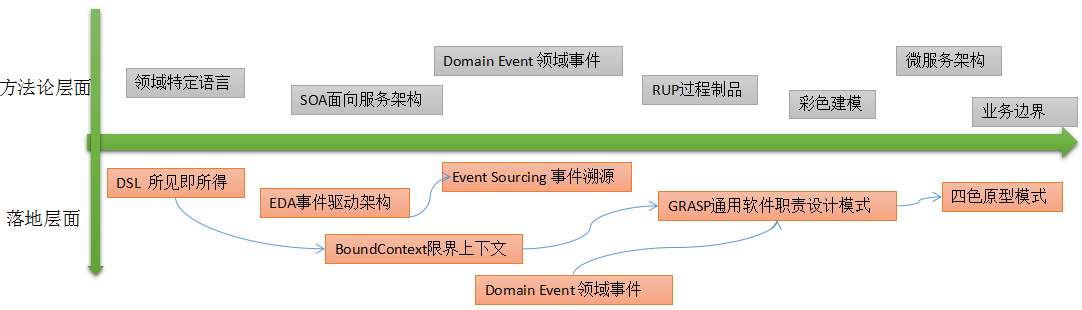 方法论层面
领域特定语言
SOA面向服务架构
Domain Event 领域事件
RUP过程制品
彩色建模
微服务架构
业务边界
落地层面
DSL 所见即所得
EDA事件驱动架构
Event Sourcing 事件溯源
BoundContext限界上下文
Domain Event 领域事件
GRASP通用软件职责设计模式
四色原型模式